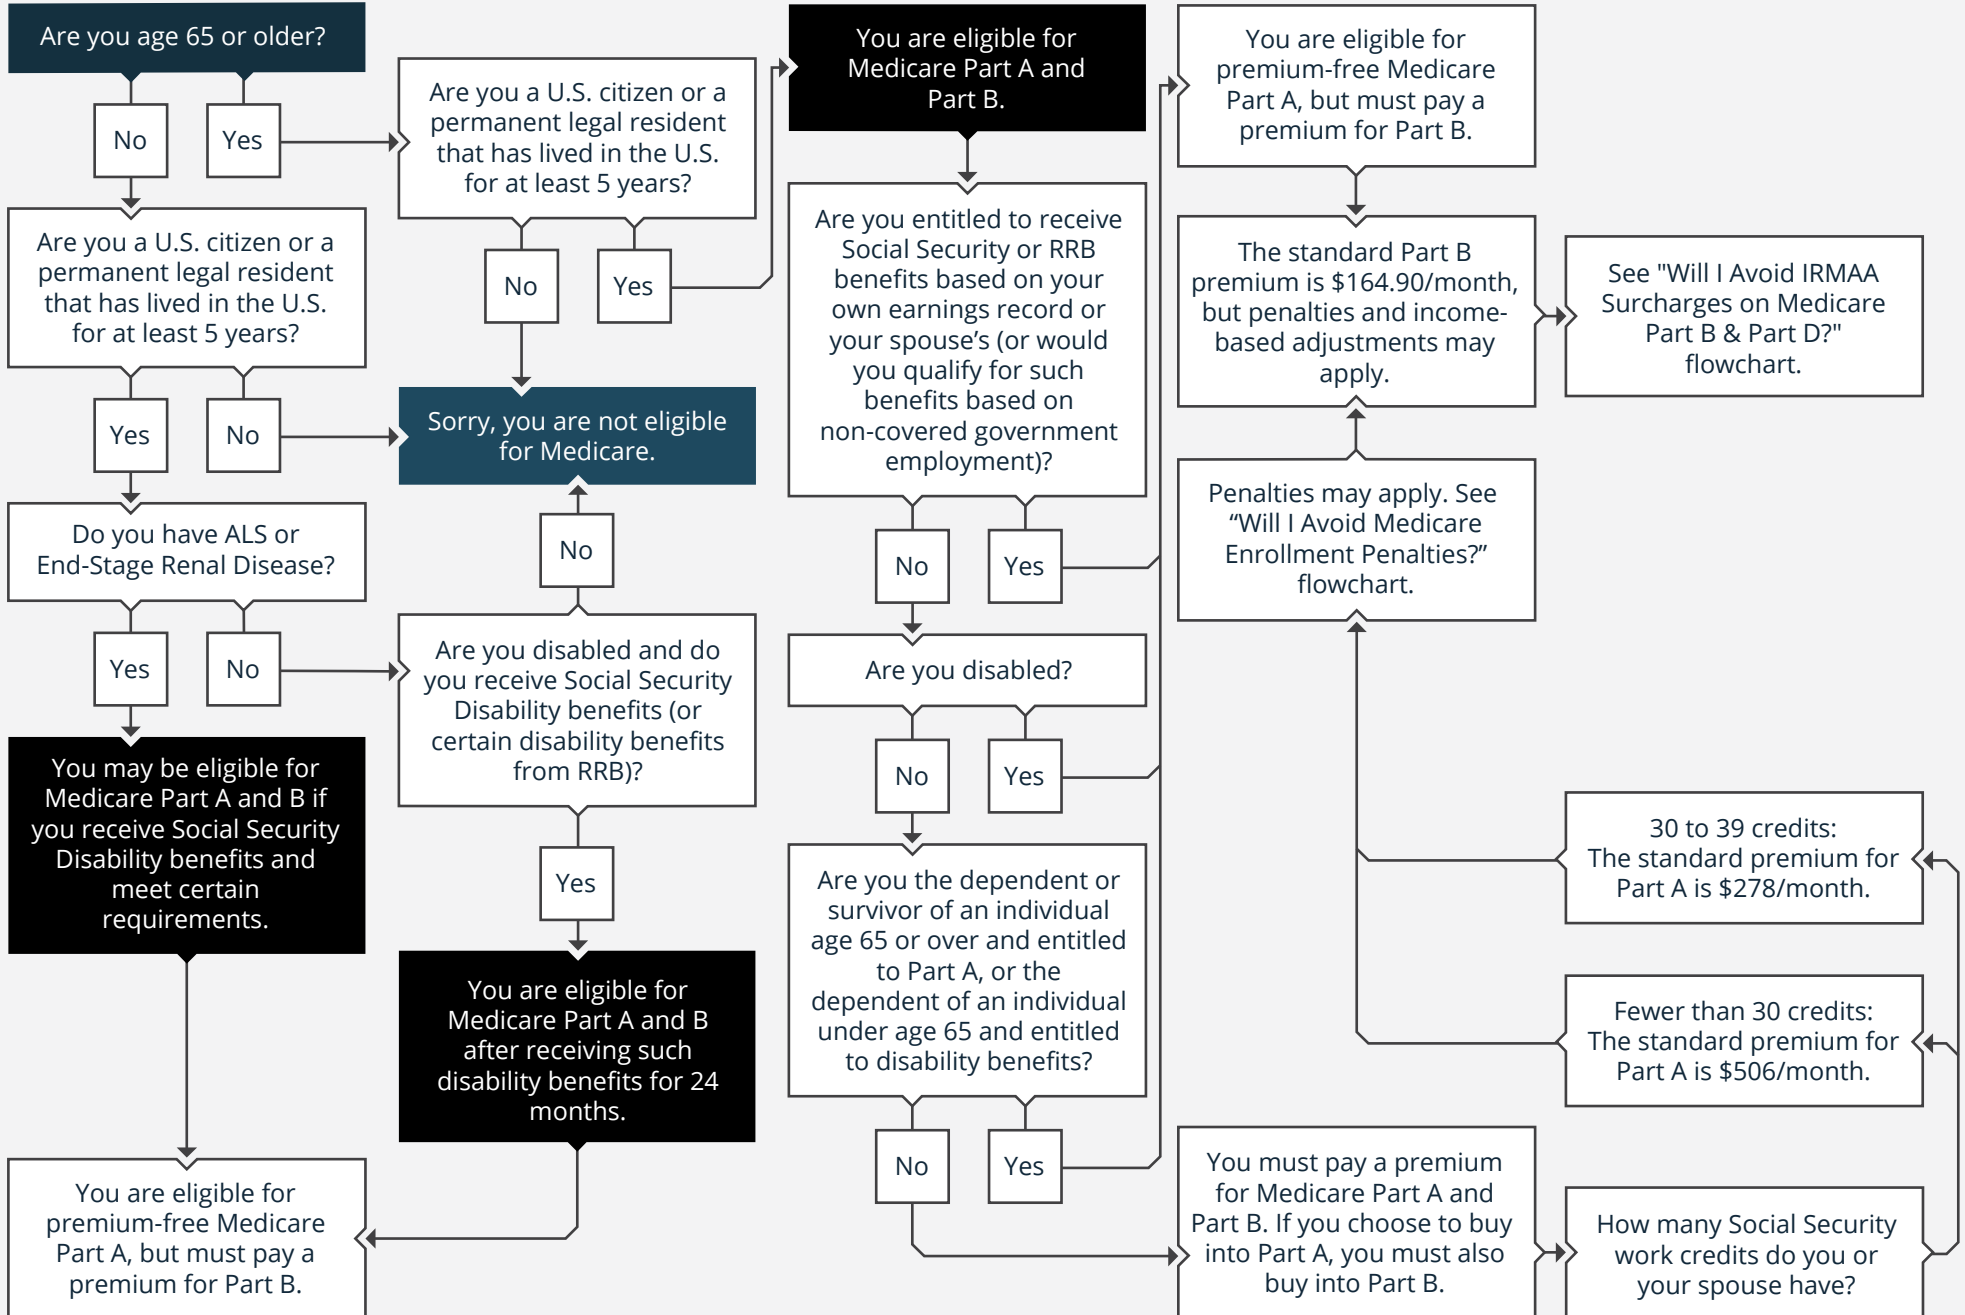 Are you age 65 or older?
No
Yes
Are you a U.S. citizen or a
permanent legal resident
that has lived in the U.S.
for at least 5 years?
Yes
No
Do you have ALS or
End-Stage Renal Disease?
Yes
No
You may be eligible for
Medicare Part A and B if
you receive Social Security
Disability benefits and
meet certain
requirements.
You are eligible for
premium-free Medicare
Part A, but must pay a
premium for Part B.
Are you a U.S. citizen or a
permanent legal resident
that has lived in the U.S.
for at least 5 years?
No
Yes
Sorry, you are not eligible
for Medicare.
No
Are you disabled and do
you receive Social Security
Disability benefits (or
certain disability benefits
from RRB)?
Yes
You are eligible for
Medicare Part A and B
after receiving such
disability benefits for 24
months.
You are eligible for
Medicare Part A and
Part B.
Are you entitled to receive
Social Security or RRB
benefits based on your
own earnings record or
your spouse’s (or would
you qualify for such
benefits based on
non-covered government
employment)?
No
Yes
Are you disabled?
No
Yes
Are you the dependent or
survivor of an individual
age 65 or over and entitled
to Part A, or the
dependent of an individual
under age 65 and entitled
to disability benefits?
No
Yes
You are eligible for
premium-free Medicare
Part A, but must pay a
premium for Part B.
The standard Part B
premium is $164.90/month,
but penalties and income-
based adjustments may
apply.
Penalties may apply. See
“Will I Avoid Medicare
Enrollment Penalties?”
flowchart.
You must pay a premium
for Medicare Part A and
Part B. If you choose to buy
into Part A, you must also
buy into Part B.
See "Will I Avoid IRMAA
Surcharges on Medicare
Part B & Part D?"
flowchart.
30 to 39 credits:
The standard premium for
Part A is $278/month.
Fewer than 30 credits:
The standard premium for
Part A is $506/month.
How many Social Security
work credits do you or
your spouse have?